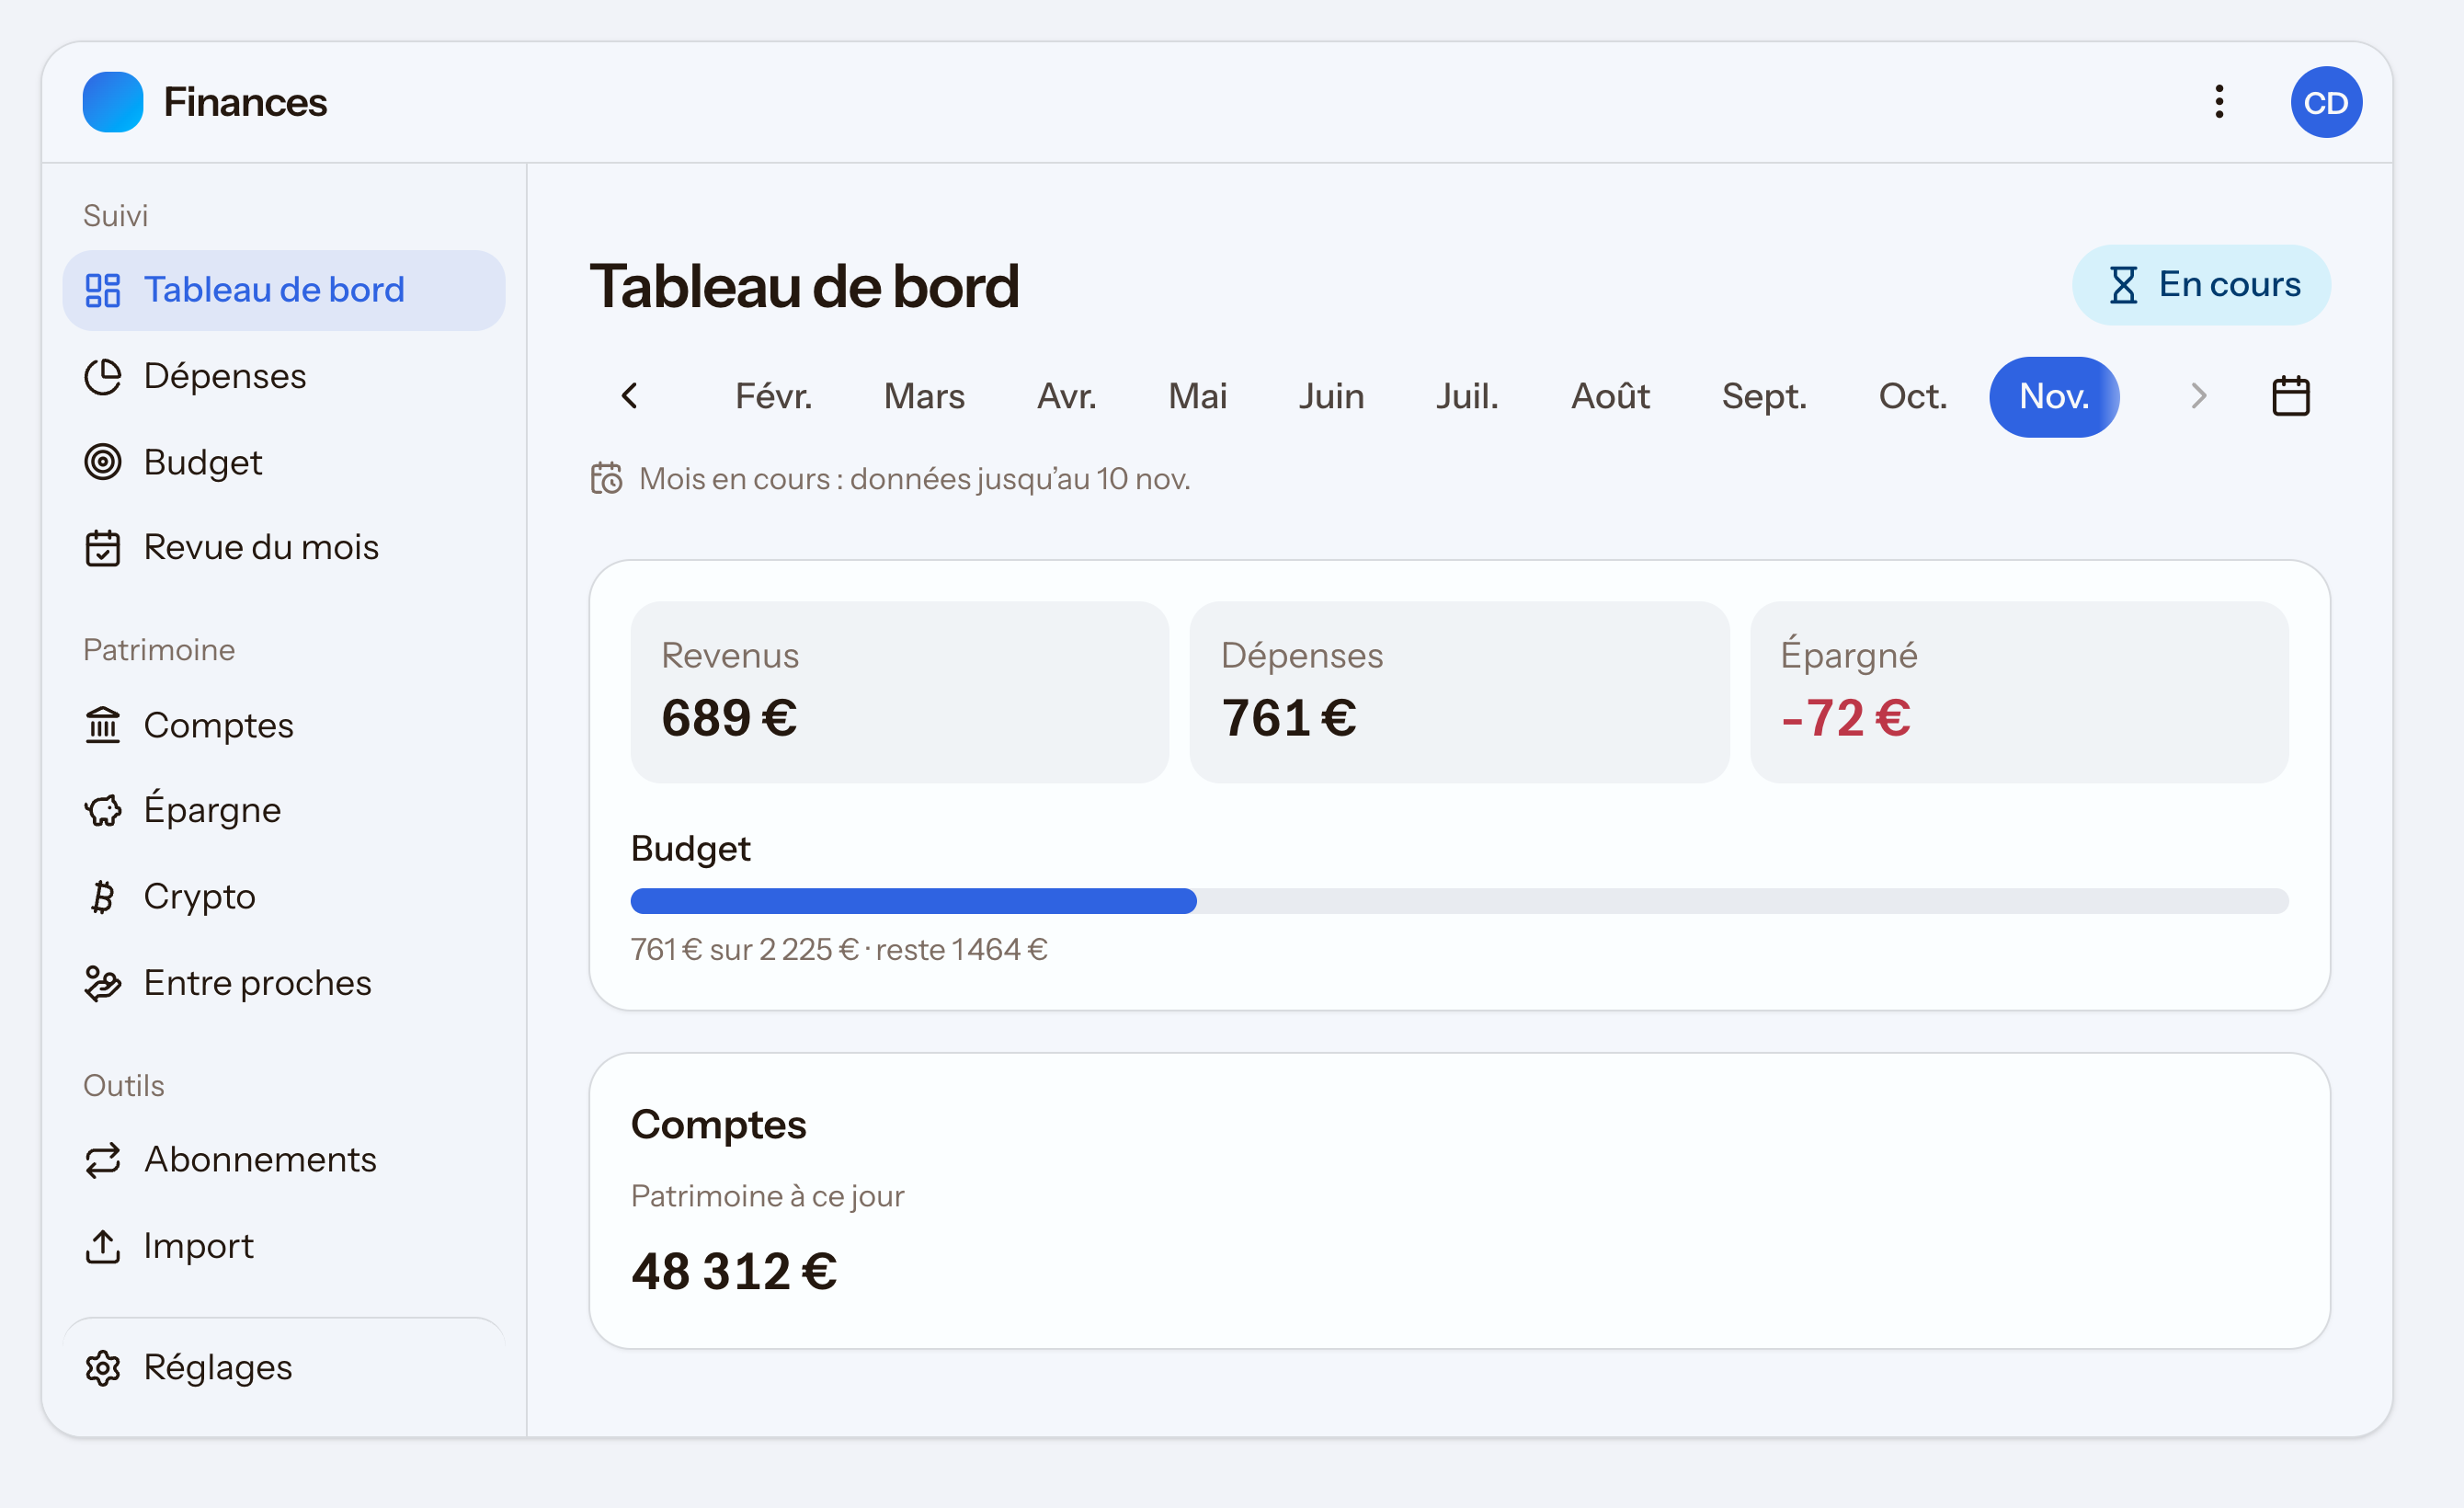 Finances
CD
Suivi
Tableau de bord
Dépenses
Budget
Revue du mois
Patrimoine
Comptes
Épargne
Crypto
Entre proches
Outils
Abonnements
Import
Réglages
Tableau de bord
En cours
Févr. Mars Avr. Mai Juin Juil. Août Sept. Oct. Nov.
Mois en cours : données jusqu’au 10 nov.
Revenus Dépenses Épargné
689 € 761 € -72 €
Budget
761 € sur 2 225 € · reste 1 464 €
Comptes
Patrimoine à ce jour
48 312 €